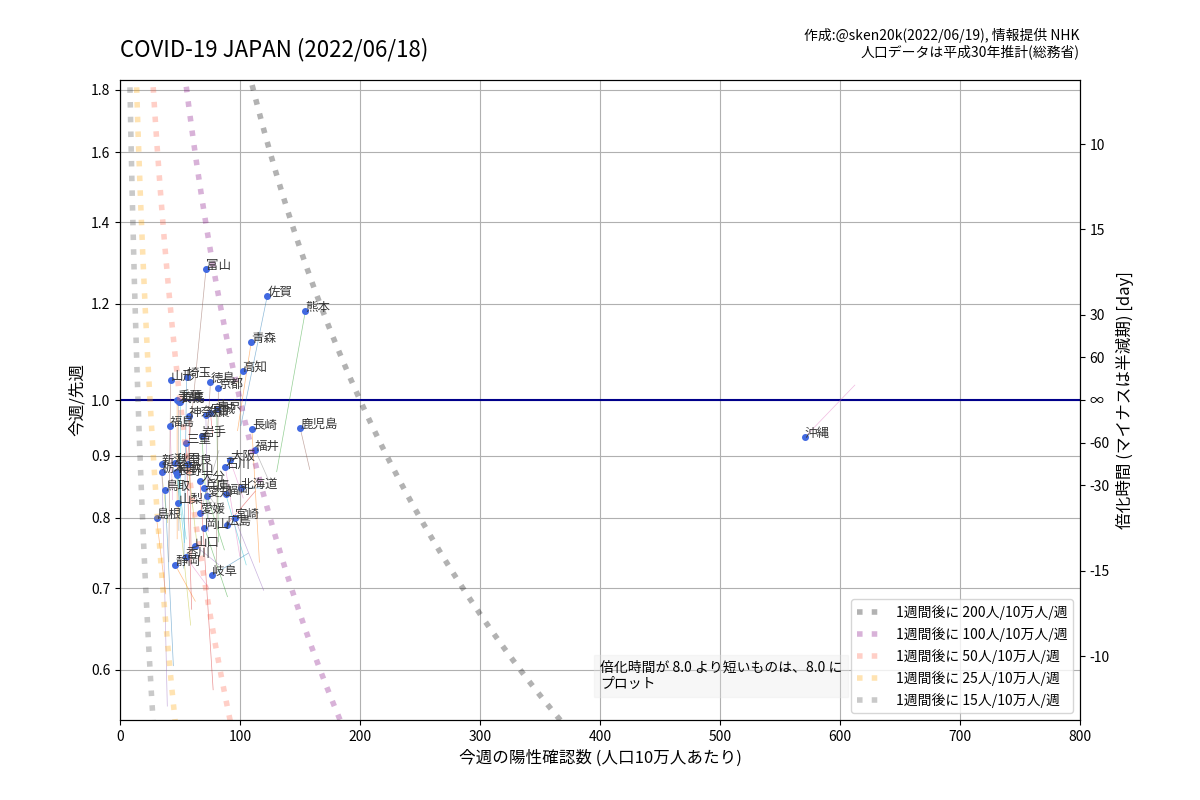 COVID-19 JAPAN (2022/06/18)
作成:@sken20k(2022/06/19), 情報提供 NHK
人口データは平成30年推計(総務省)
今週/先週
1.8
1.6
1.4
1.2
1.0
0.9
0.8
0.7
0.6
富山
佐賀
熊本
青森
高知
山形
埼玉
徳島
京都
福島
長崎
鹿児島
沖縄
岩手
三重
福井
大阪
石川
大分
北海道
鳥取
山梨
福岡
島根
愛媛
宮崎
岡山
広島
山口
香川
静岡
岐阜
10
15
30
60
∞
-60
-30
-15
-10
倍化時間 (マイナスは半減期) [day]
倍化時間が 8.0 より短いものは、8.0 に
プロット
1週間後に 200人/10万人/週
1週間後に 100人/10万人/週
1週間後に 50人/10万人/週
1週間後に 25人/10万人/週
1週間後に 15人/10万人/週
0
100
200
300
400
500
600
700
800
今週の陽性確認数 (人口10万人あたり)